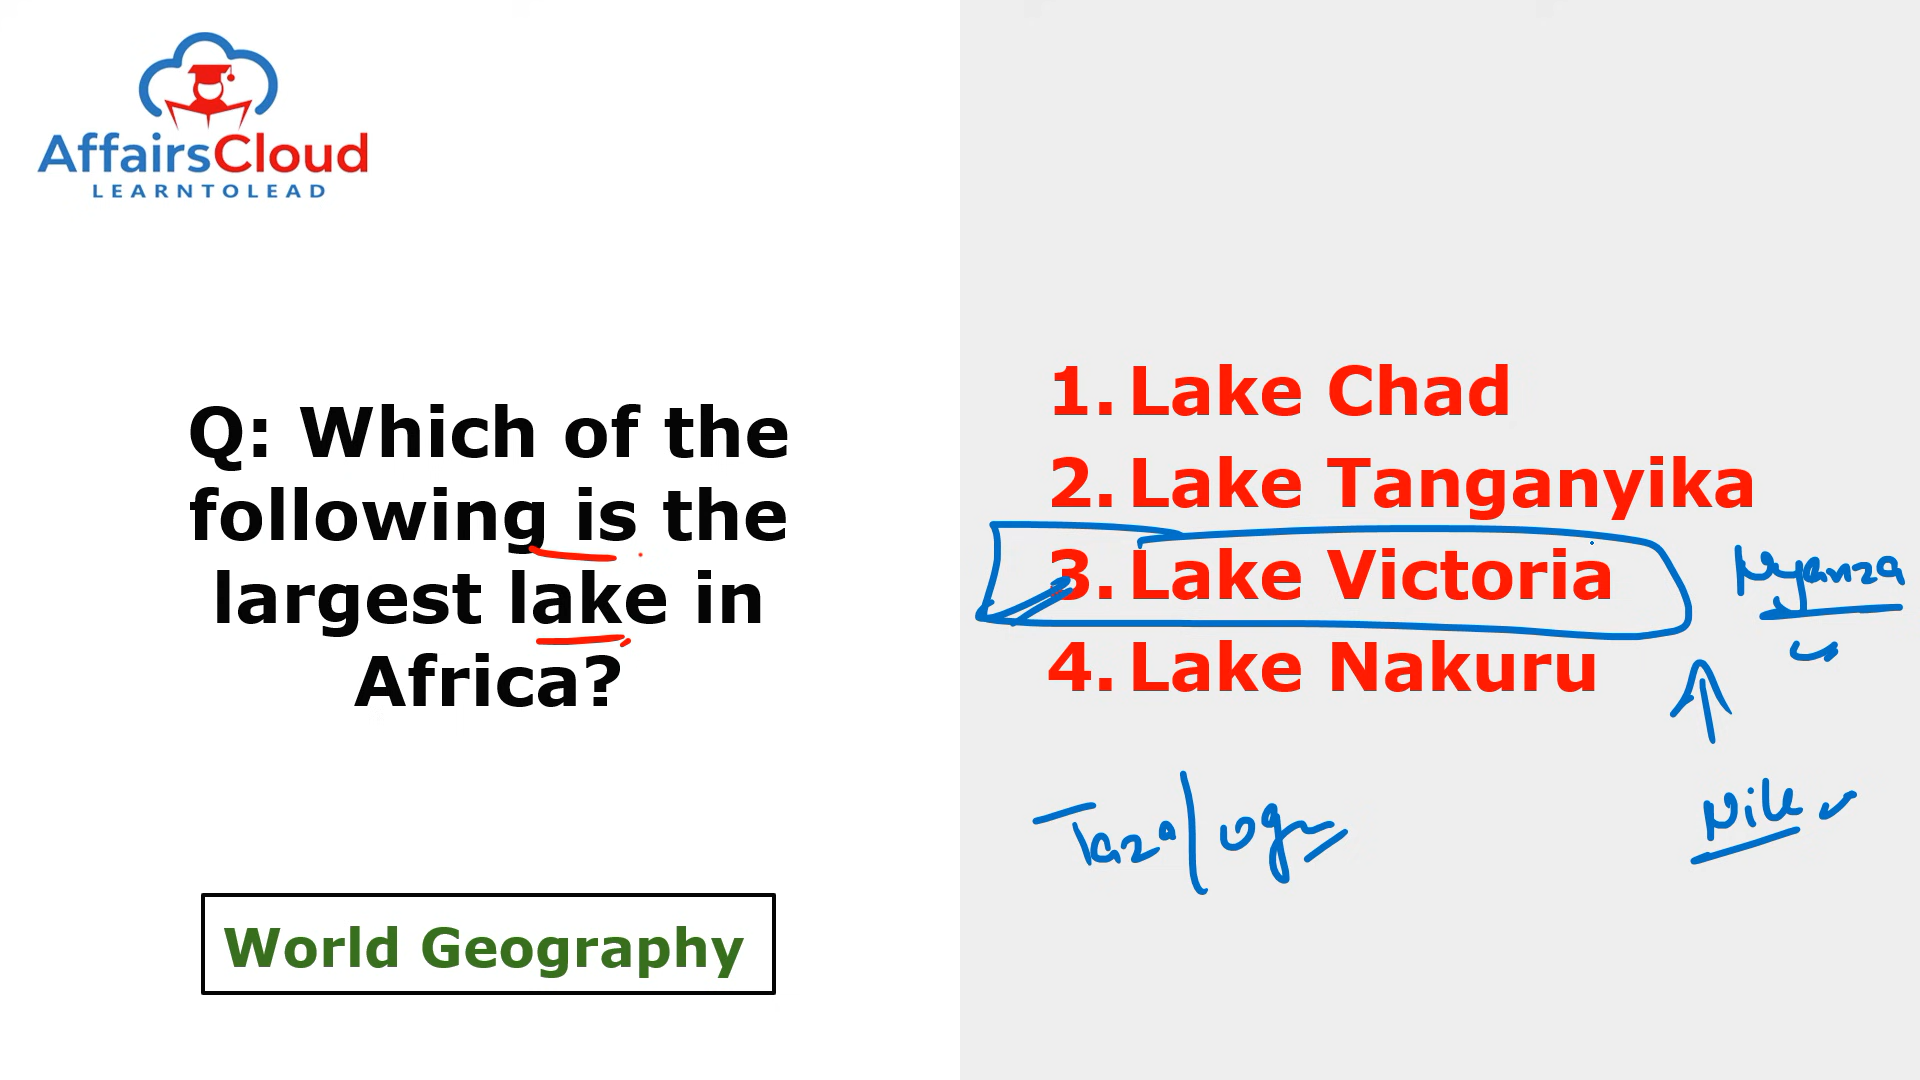 AffairsCloud
LEARNTOLEAD
Q: Which of the
following is the
largest lake in
Africa?
World Geography
1. Lake Chad
2. Lake Tanganyika
3. Lake Victoria
4. Lake Nakuru
Nyanza
Nile